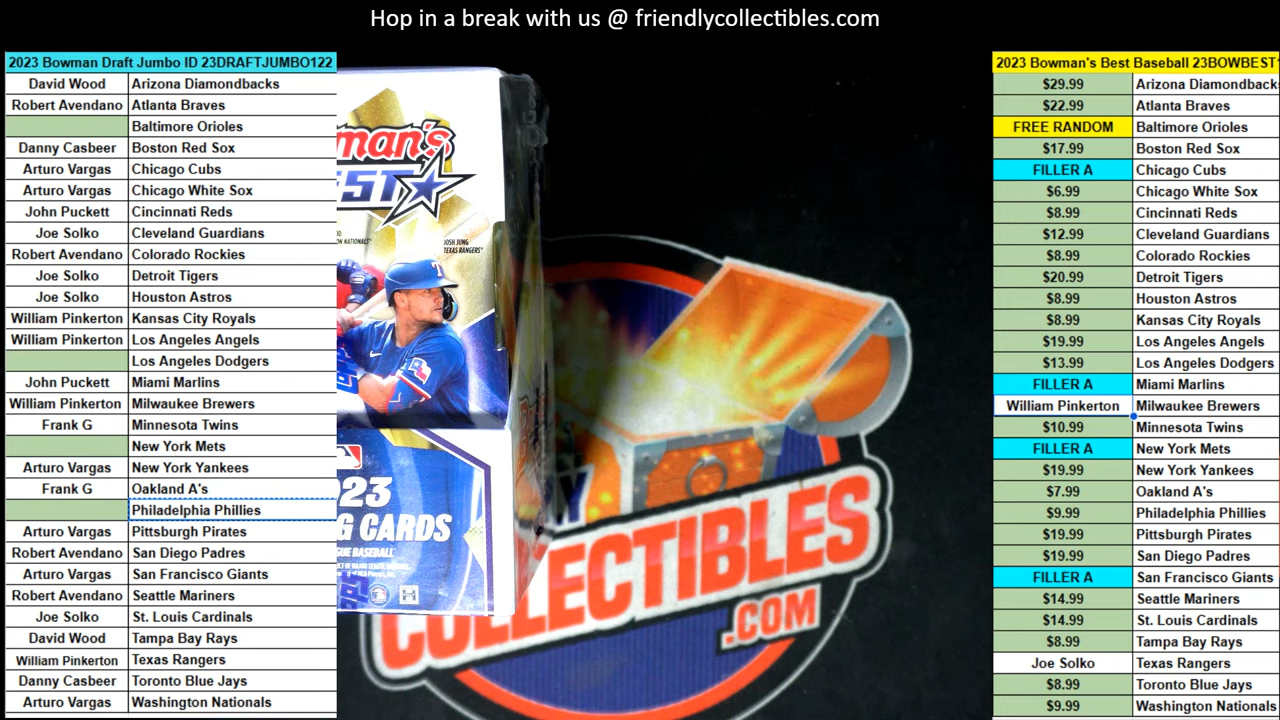 Hop in a break with us @ friendlycollectibles.com
2023 Bowman Draft Jumbo ID 23DRAFTJUMBO122
David Wood Arizona Diamondbacks
Robert Avendano Atlanta Braves
Baltimore Orioles
Danny Casbeer Boston Red Sox
Arturo Vargas Chicago Cubs
Arturo Vargas Chicago White Sox
John Puckett Cincinnati Reds
Joe Solko Cleveland Guardians
Robert Avendano Colorado Rockies
Joe Solko Detroit Tigers
Joe Solko Houston Astros
William Pinkerton Kansas City Royals
William Pinkerton Los Angeles Angels
Los Angeles Dodgers
John Puckett Miami Marlins
William Pinkerton Milwaukee Brewers
Frank G Minnesota Twins
New York Mets
Arturo Vargas New York Yankees
Frank G Oakland A's
Philadelphia Phillies
Arturo Vargas Pittsburgh Pirates
Robert Avendano San Diego Padres
Arturo Vargas San Francisco Giants
Robert Avendano Seattle Mariners
Joe Solko St. Louis Cardinals
David Wood Tampa Bay Rays
William Pinkerton Texas Rangers
Danny Casbeer Toronto Blue Jays
Arturo Vargas Washington Nationals
man's
ST
ON NATIONALS
JOSH JUNG
TEXAS RANGERS
23
G CARDS
GUE BASEBALL
COLLECTIBLES
.COM
2023 Bowman's Best Baseball 23BOWBEST1
$29.99 Arizona Diamondbacks
$22.99 Atlanta Braves
FREE RANDOM Baltimore Orioles
$17.99 Boston Red Sox
FILLER A Chicago Cubs
$6.99 Chicago White Sox
$8.99 Cincinnati Reds
$12.99 Cleveland Guardians
$8.99 Colorado Rockies
$20.99 Detroit Tigers
$8.99 Houston Astros
$8.99 Kansas City Royals
$19.99 Los Angeles Angels
$13.99 Los Angeles Dodgers
FILLER A Miami Marlins
William Pinkerton Milwaukee Brewers
$10.99 Minnesota Twins
FILLER A New York Mets
$19.99 New York Yankees
$7.99 Oakland A's
$9.99 Philadelphia Phillies
$19.99 Pittsburgh Pirates
$19.99 San Diego Padres
FILLER A San Francisco Giants
$14.99 Seattle Mariners
$14.99 St. Louis Cardinals
$8.99 Tampa Bay Rays
Joe Solko Texas Rangers
$8.99 Toronto Blue Jays
$9.99 Washington Nationals